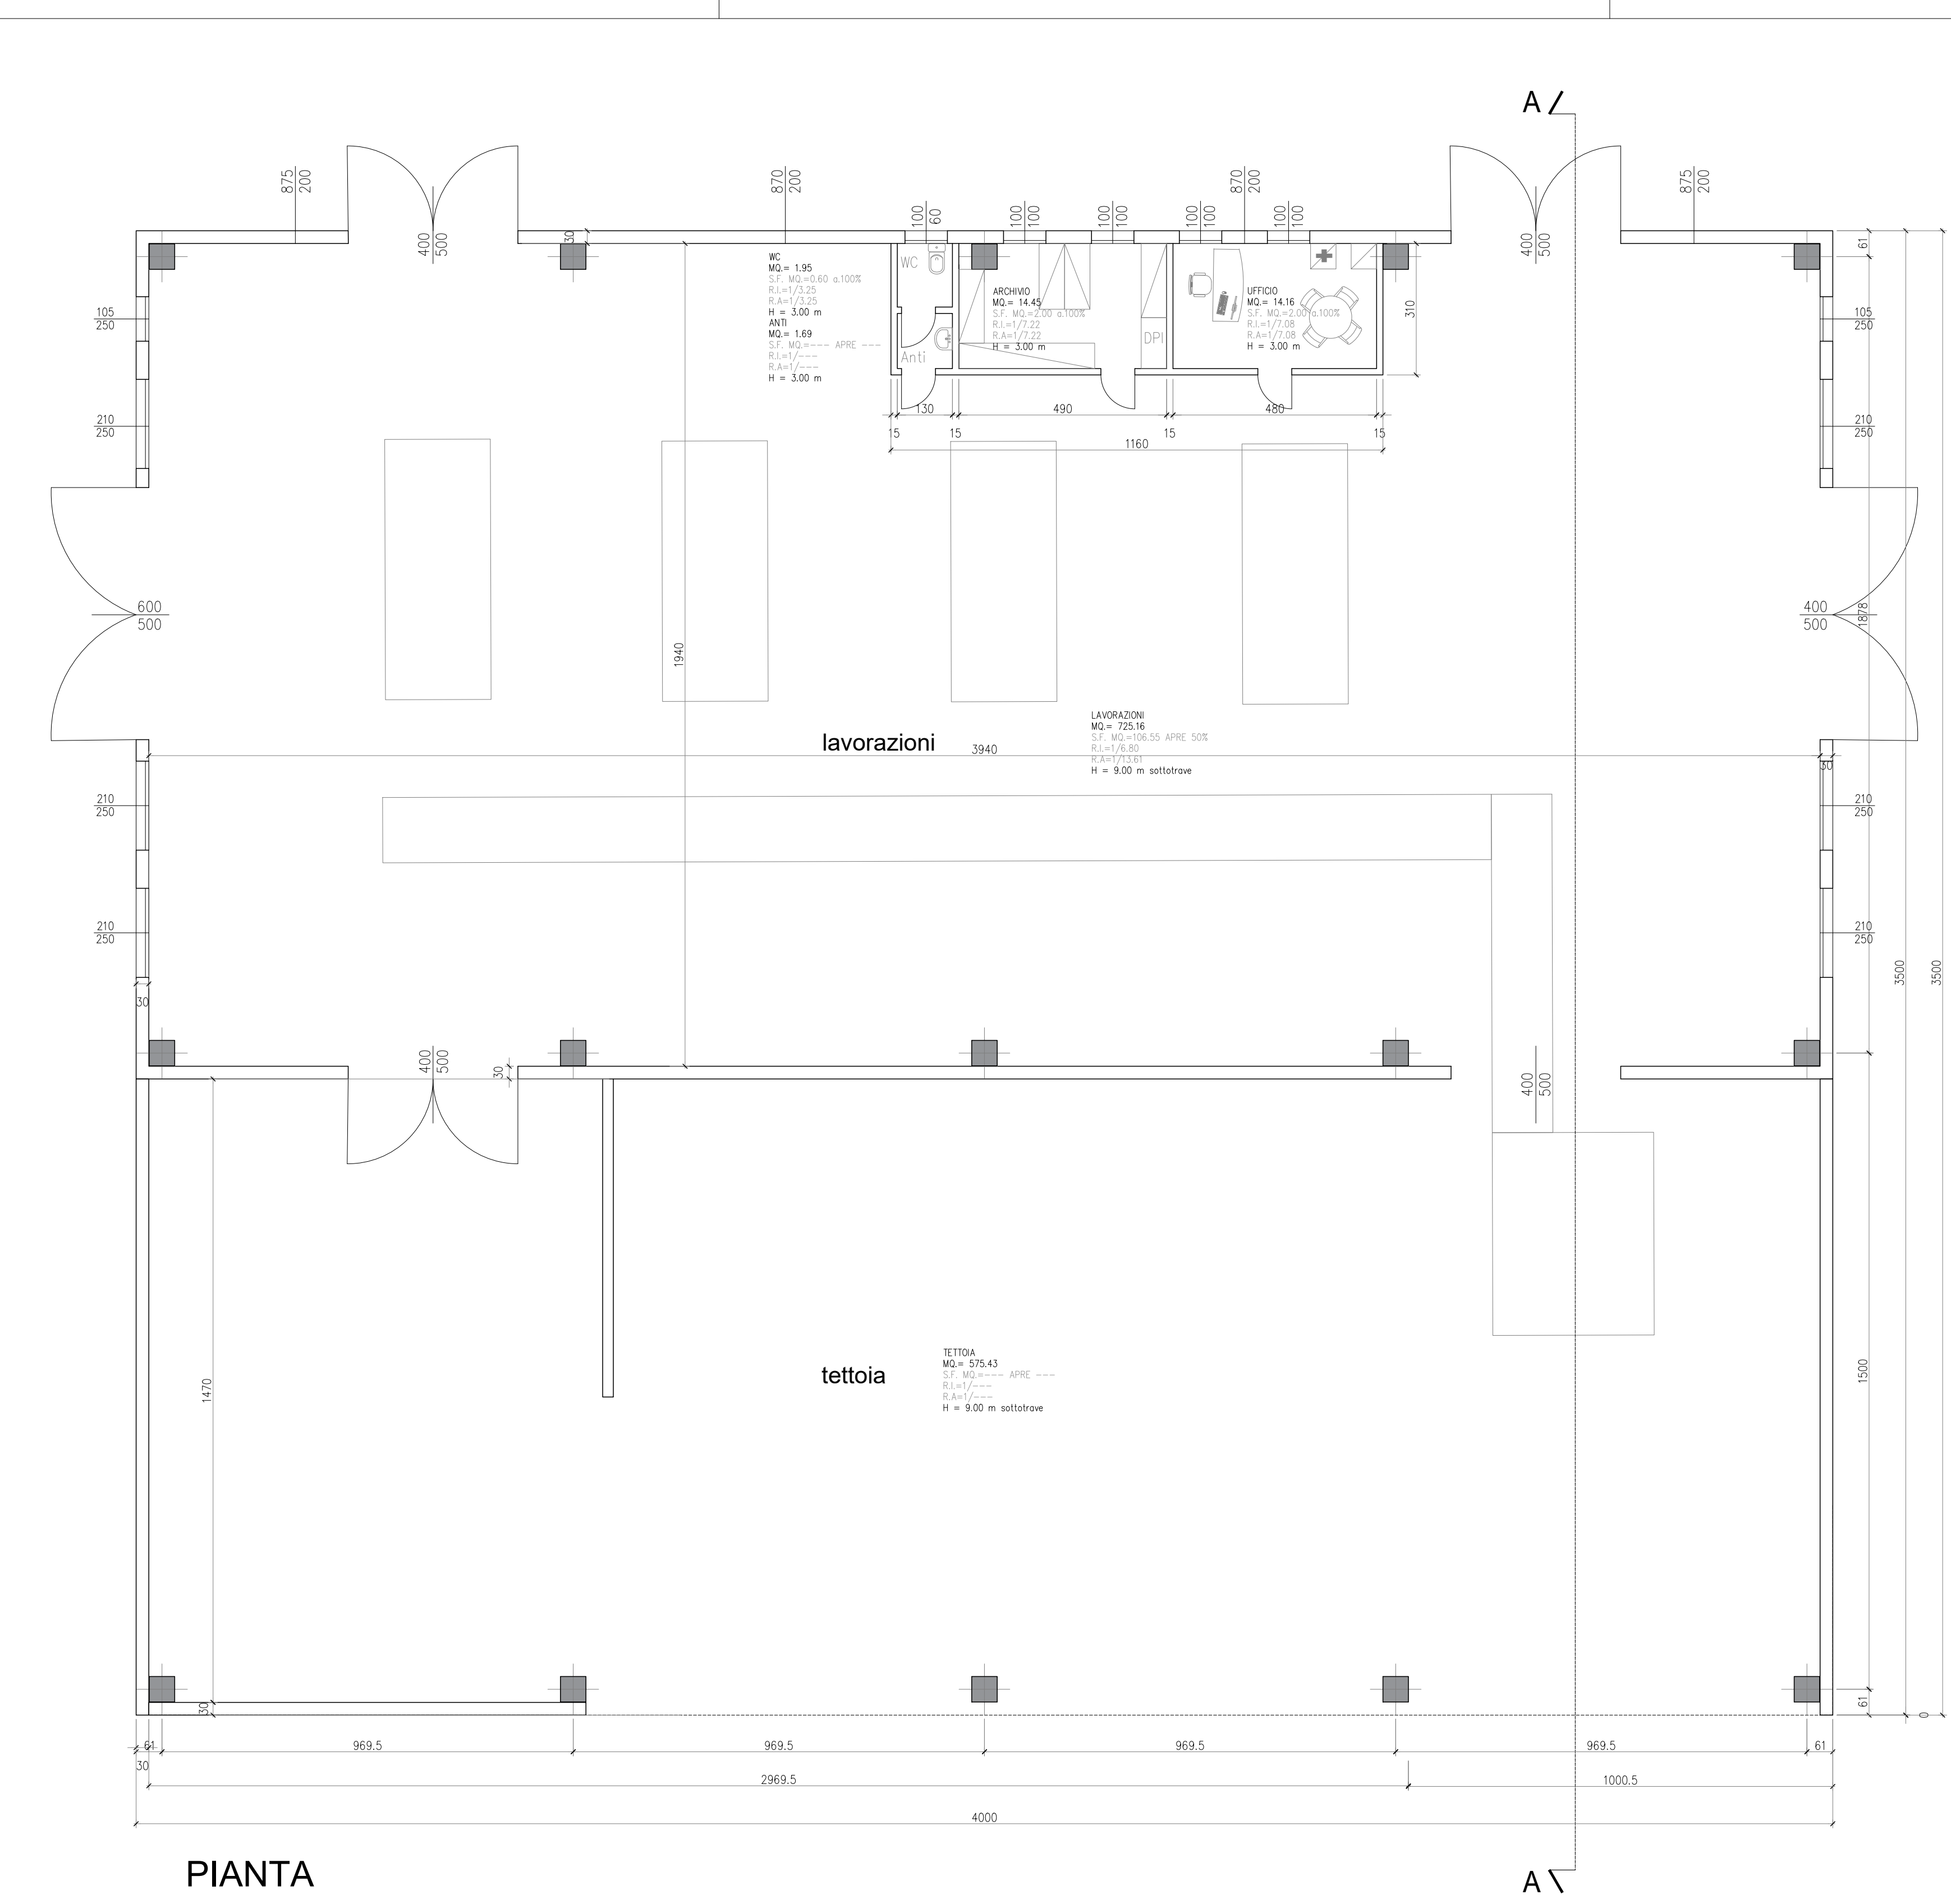 A
875
200
870
200
870
200
875
200
400
500
100
60
100
100
100
100
100
100
100
100
400
500
30
61
WC
MQ.= 1.95
S.F. MQ.=0.60 a.100%
R.I.=1/3.25
R.A=1/3.25
H = 3.00 m
ANTI
MQ.= 1.69
S.F. MQ.=--- APRE ---
R.I.=1/---
R.A=1/---
H = 3.00 m
WC
Anti
ARCHIVIO
MQ.= 14.45
S.F. MQ.=2.00 a.100%
R.I.=1/7.22
R.A=1/7.22
H = 3.00 m
DPI
UFFICIO
MQ.= 14.16
S.F. MQ.=2.00 a.100%
R.I.=1/7.08
R.A=1/7.08
H = 3.00 m
310
105
250
105
250
210
250
210
250
130
490
480
15
15
15
15
1160
600
500
400
500
1878
1940
LAVORAZIONI
MQ.= 725.16
S.F. MQ.=106.55 APRE 50%
R.I.=1/6.80
R.A=1/13.61
H = 9.00 m sottotrave
lavorazioni
3940
30
210
250
210
250
210
250
210
250
3500
3500
30
400
500
30
400
500
TETTOIA
MQ.= 575.43
S.F. MQ.=--- APRE ---
R.I.=1/---
R.A=1/---
H = 9.00 m sottotrave
tettoia
1470
1500
30
61
0
61
969.5
969.5
969.5
969.5
61
30
2969.5
1000.5
4000
PIANTA
A